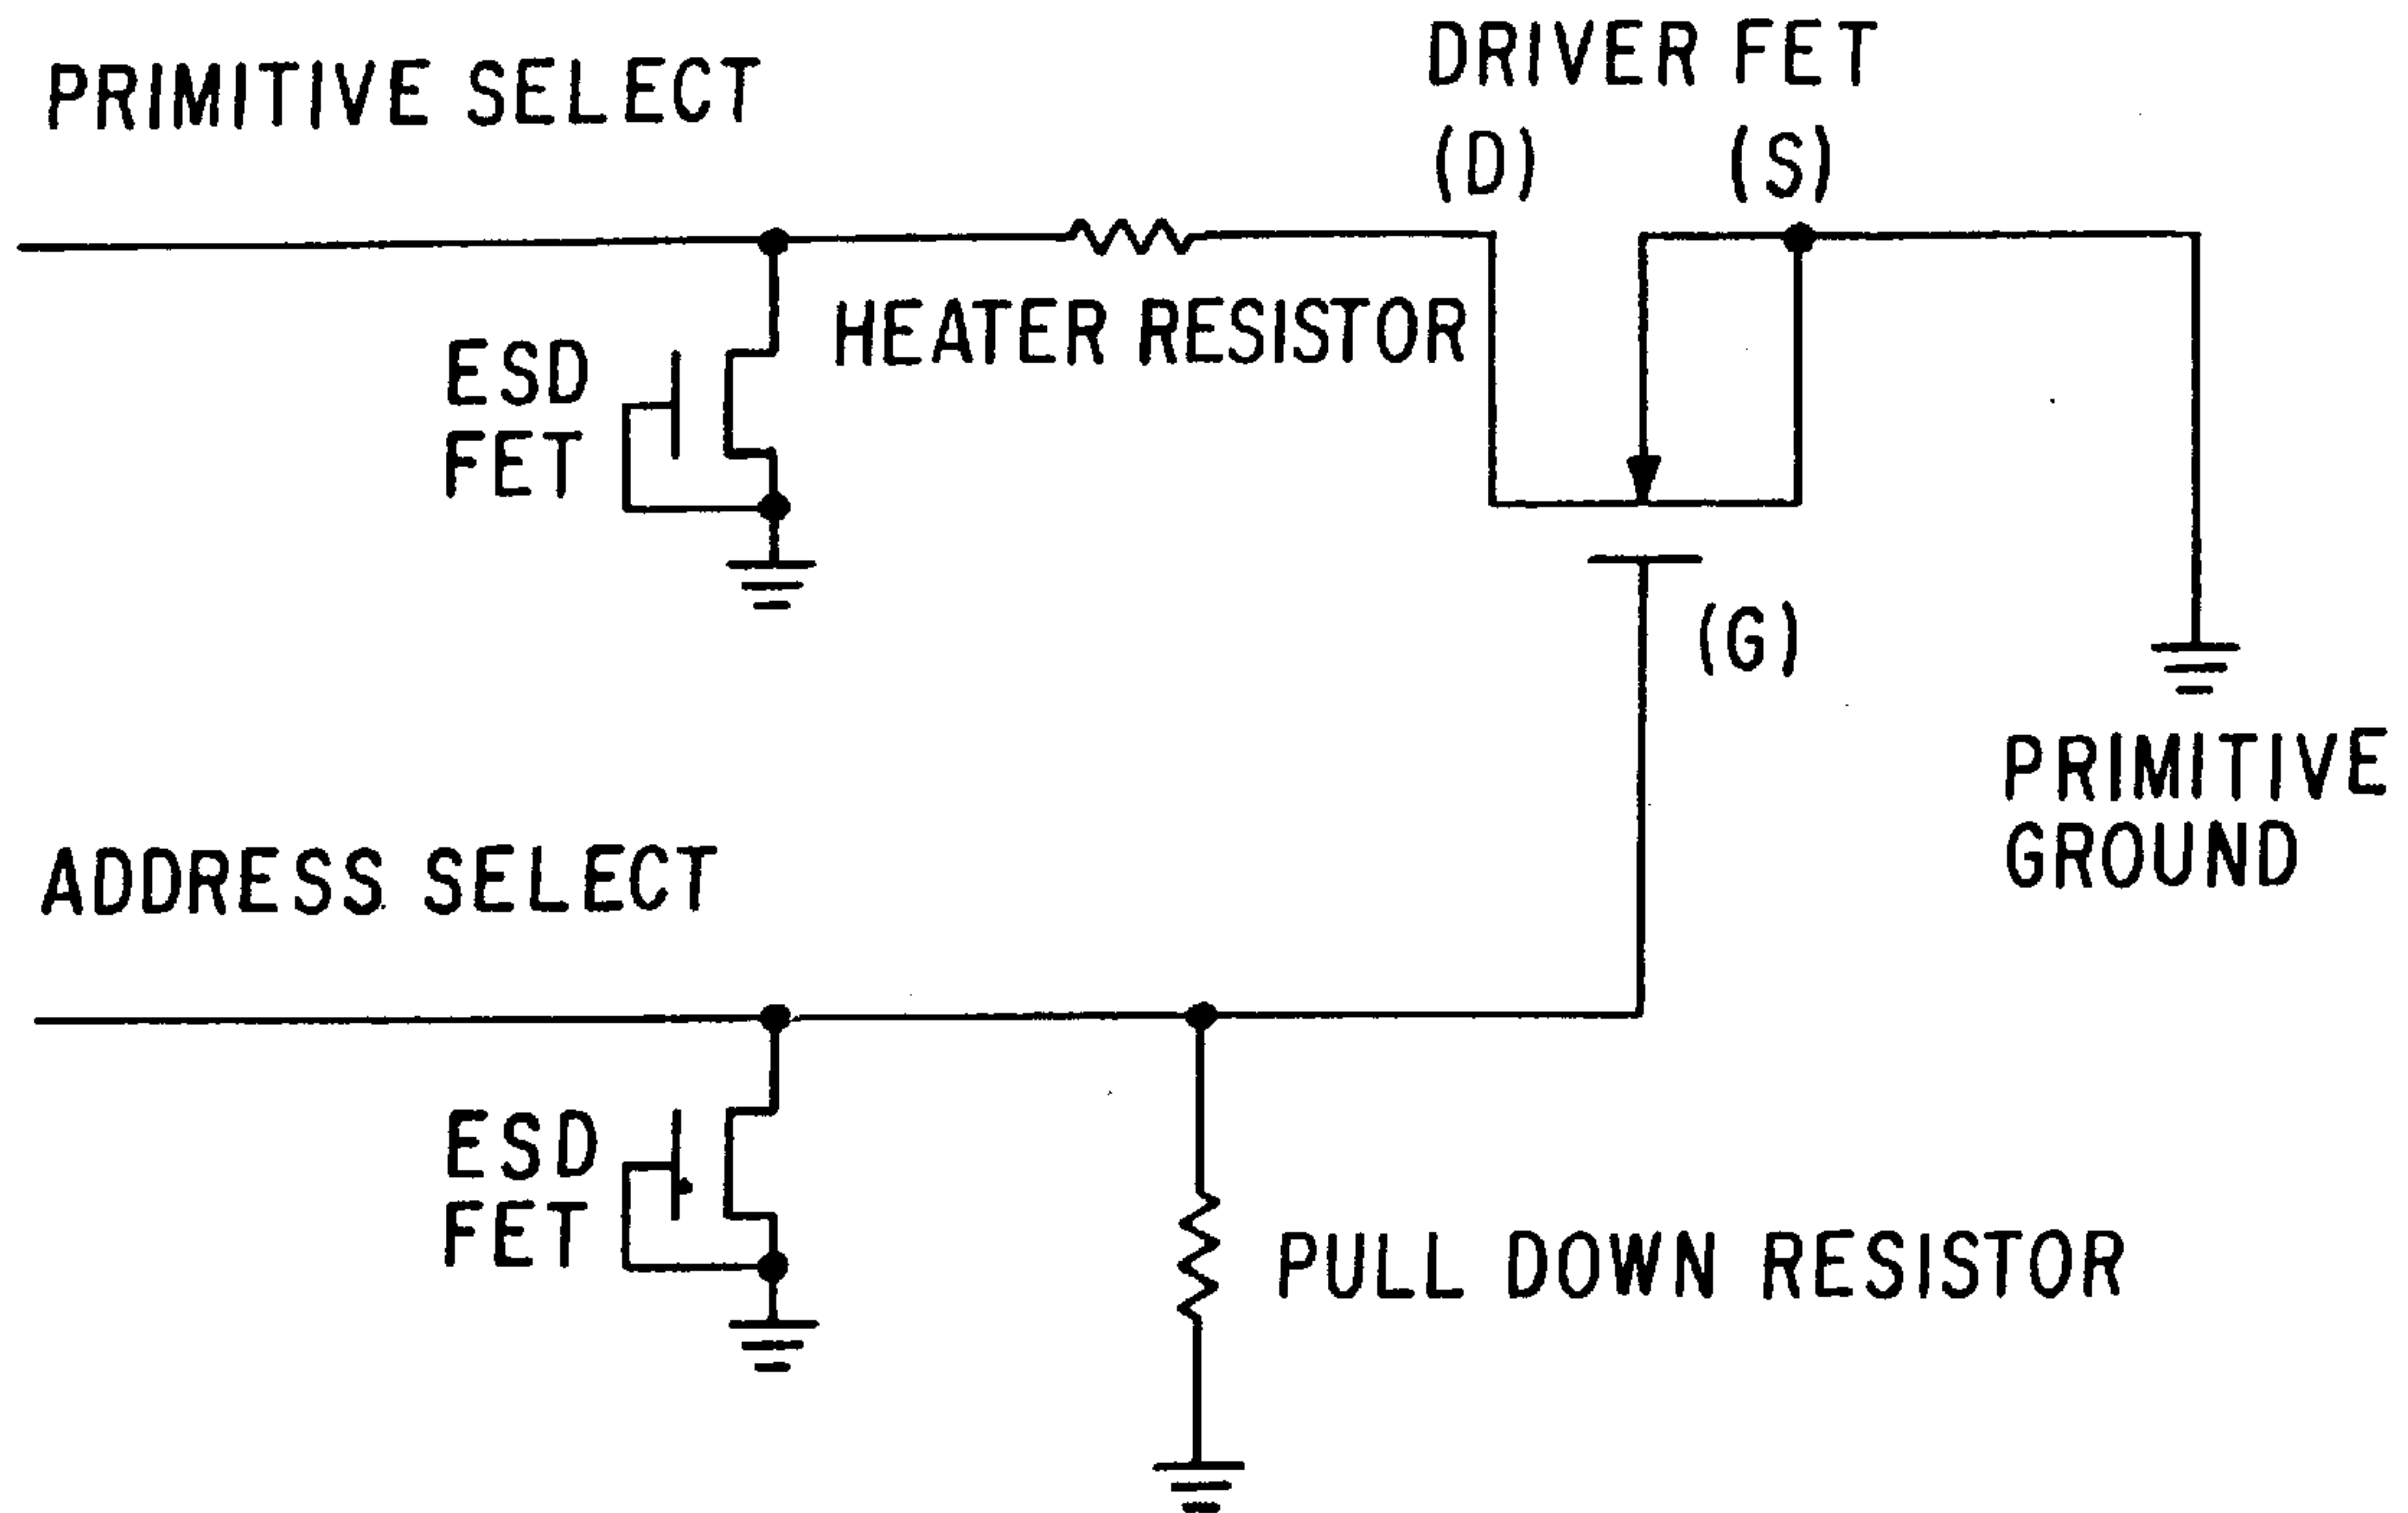 DRIVER FET
PRIMITIVE SELECT
(D)
(S)
HEATER RESISTOR
ESD
FET
(G)
PRIMITIVE
GROUND
ADDRESS SELECT
ESD
FET
PULL DOWN RESISTOR